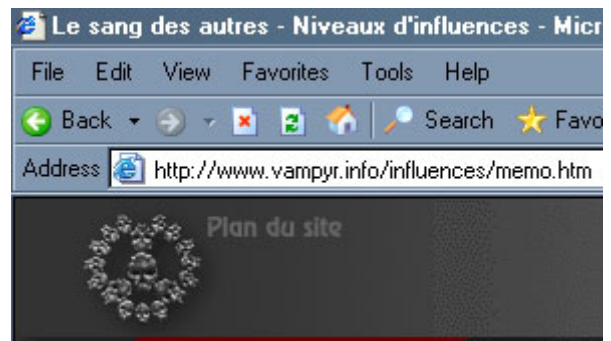 Le sang des autres - Niveaux d'influences - Micr
File Edit View Favorites Tools Help
Back Search Favo
Address http://www.vampyr.info/influences/memo.htm
Plan du site